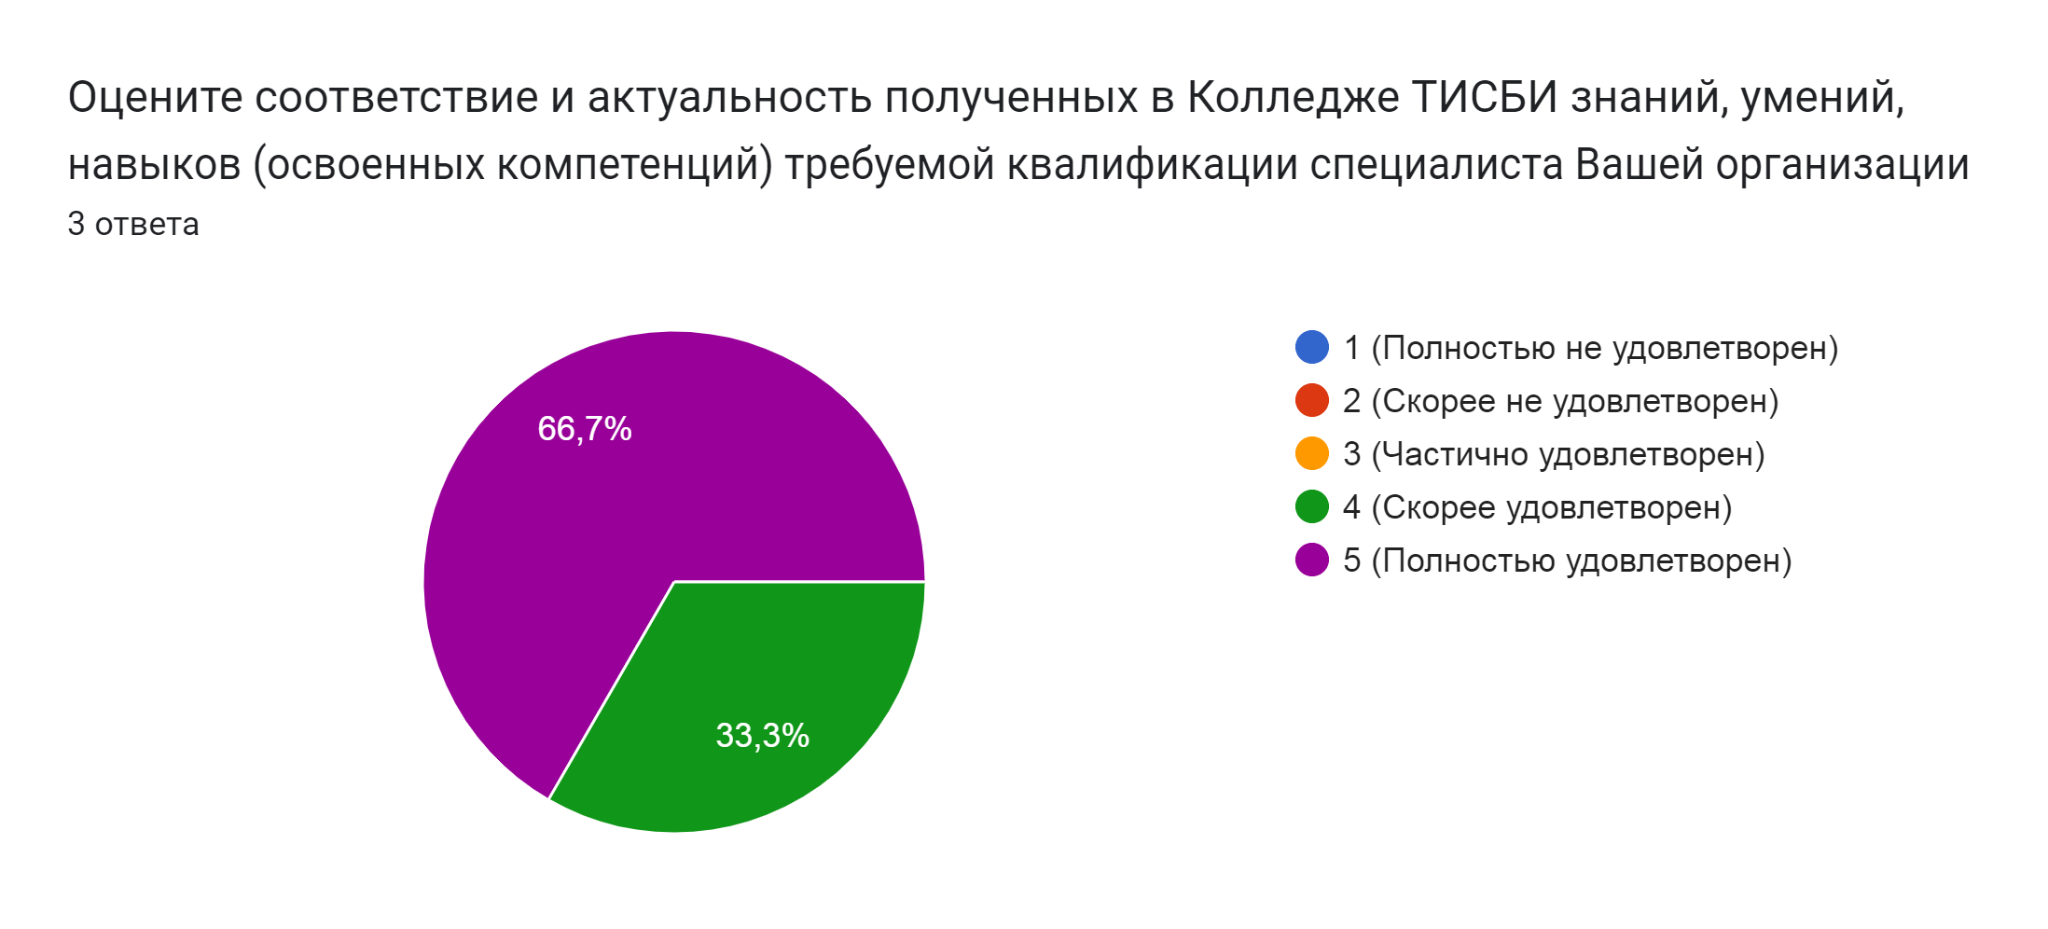 Оцените соответствие и актуальность полученных в Колледже ТИСБИ знаний, умений,
навыков (освоенных компетенций) требуемой квалификации специалиста Вашей организации
3 ответа
66,7%
33,3%
1 (Полностью не удовлетворен)
2 (Скорее не удовлетворен)
3 (Частично удовлетворен)
4 (Скорее удовлетворен)
5 (Полностью удовлетворен)